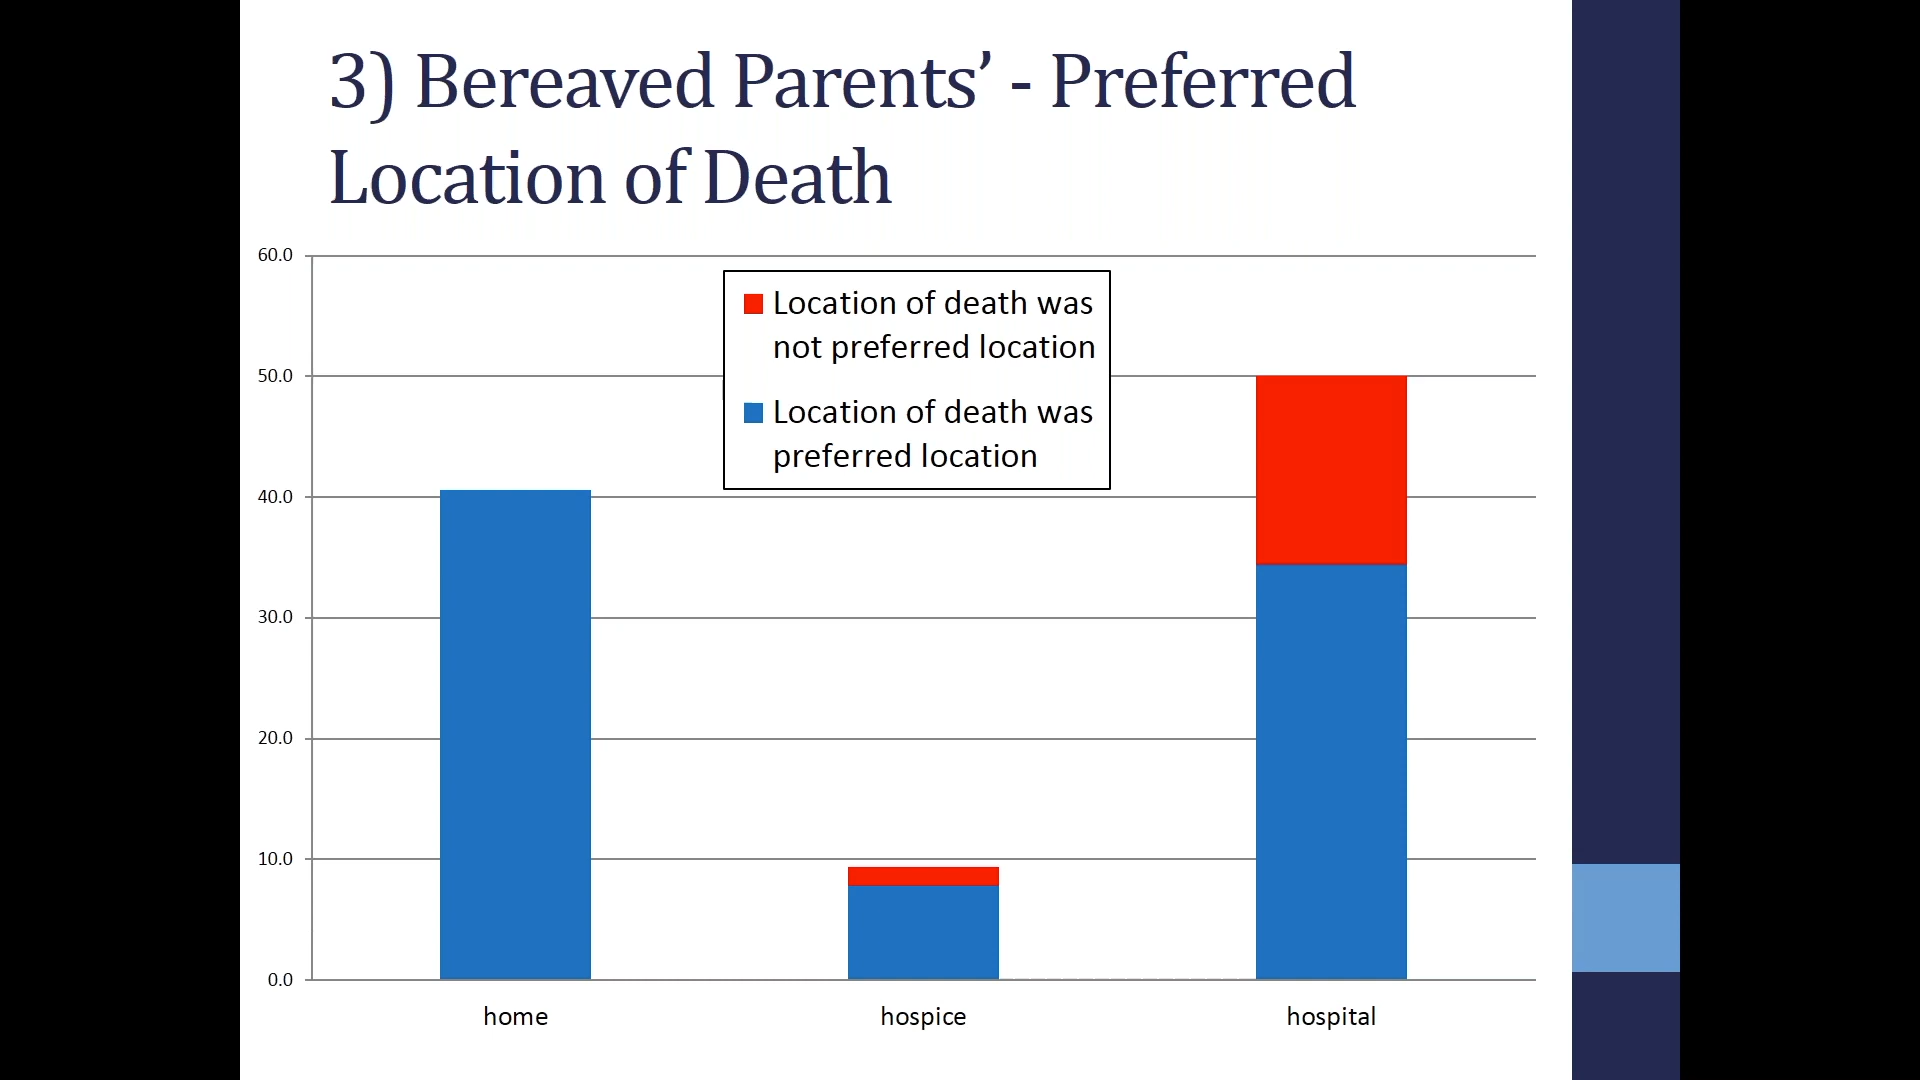 3) Bereaved Parents’ - Preferred
Location of Death
60.0
50.0
40.0
30.0
20.0
10.0
0.0
Location of death was
not preferred location
Location of death was
preferred location
home
hospice
hospital